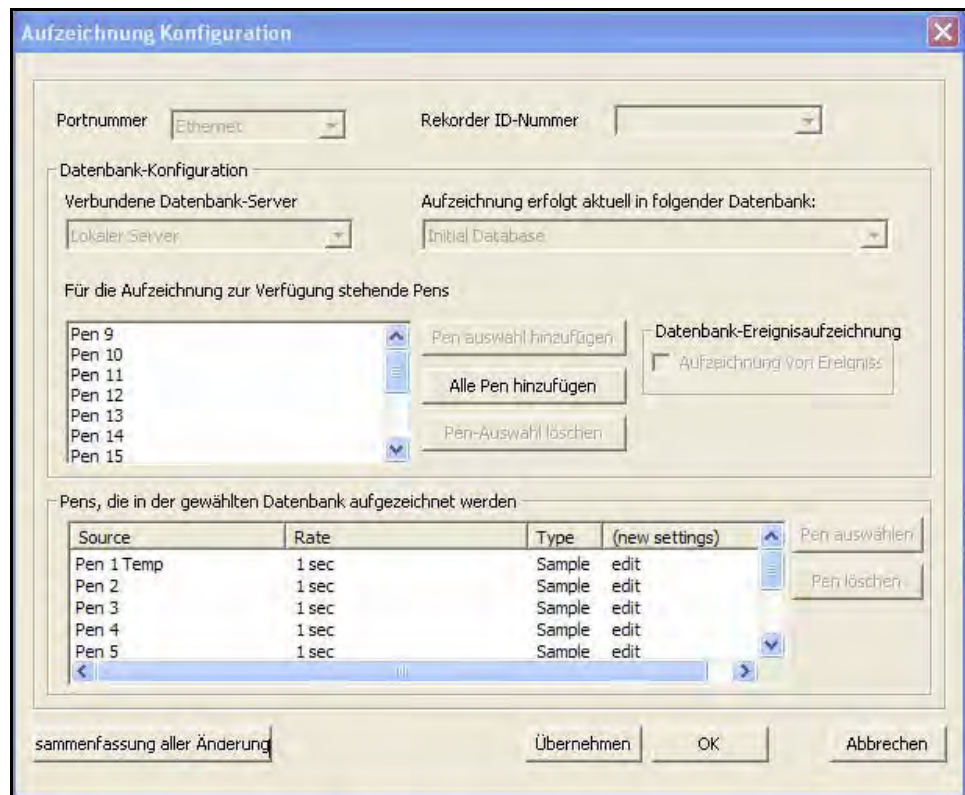 Aufzeichnung Konfiguration
Portnummer
Ethernet
Rekorder ID-Nummer
Datenbank-Konfiguration
Verbundene Datenbank-Server
Aufzeichnung erfolgt aktuell in folgender Datenbank:
Lokaler Server
Initial Database
Für die Aufzeichnung zur Verfügung stehende Pens
Pen 9
Pen 10
Pen 11
Pen 12
Pen 13
Pen 14
Pen 15
Pen auswahl hinzufügen
Alle Pen hinzufügen
Pen-Auswahl löschen
Datenbank-Ereignisaufzeichnung
Aufzeichnung von Ereigniss
Pens, die in der gewählten Datenbank aufgezeichnet werden
Source Rate Type (new settings)
Pen 1 Temp 1 sec Sample edit
Pen 2 1 sec Sample edit
Pen 3 1 sec Sample edit
Pen 4 1 sec Sample edit
Pen 5 1 sec Sample edit
Pen auswählen
Pen löschen
sammenfassung aller Änderung
Übernehmen
OK
Abbrechen